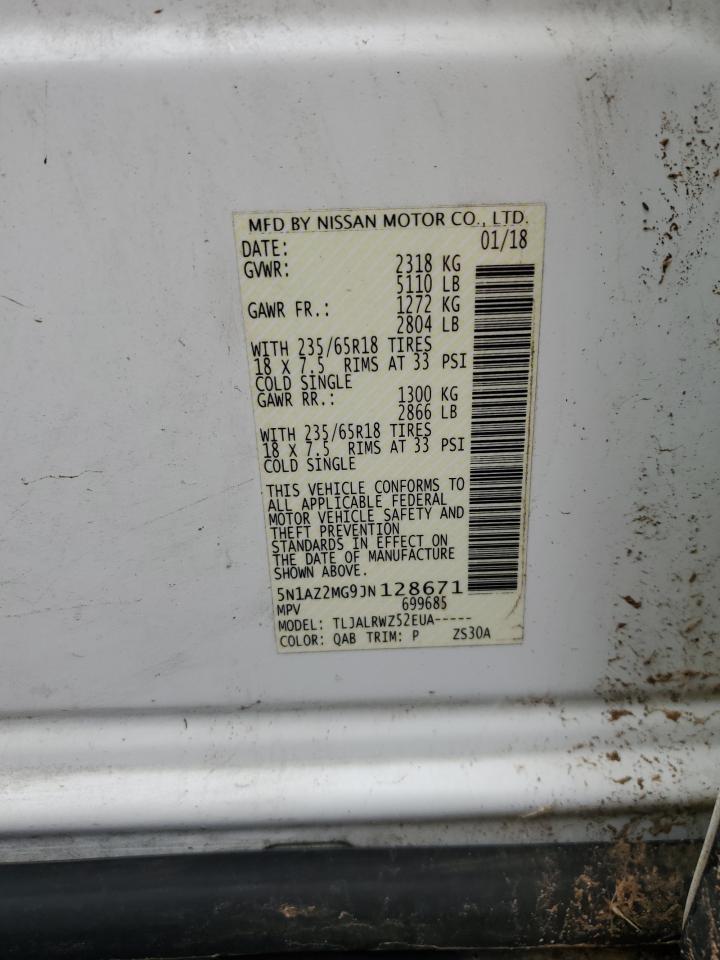 MFD BY NISSAN MOTOR CO., LTD.
DATE: 01/18
GVWR: 2318 KG
5110 LB
GAWR FR.: 1272 KG
2804 LB
WITH 235/65R18 TIRES
18 X 7.5 RIMS AT 33 PSI
COLD SINGLE
GAWR RR.: 1300 KG
2866 LB
WITH 235/65R18 TIRES
18 X 7.5 RIMS AT 33 PSI
COLD SINGLE
THIS VEHICLE CONFORMS TO
ALL APPLICABLE FEDERAL
MOTOR VEHICLE SAFETY AND
THEFT PREVENTION
STANDARDS IN EFFECT ON
THE DATE OF MANUFACTURE
SHOWN ABOVE.
5N1AZ2MG9JN128671
MPV 699685
MODEL: TLJALRWZ52EUA-----
COLOR: QAB TRIM: P ZS30A